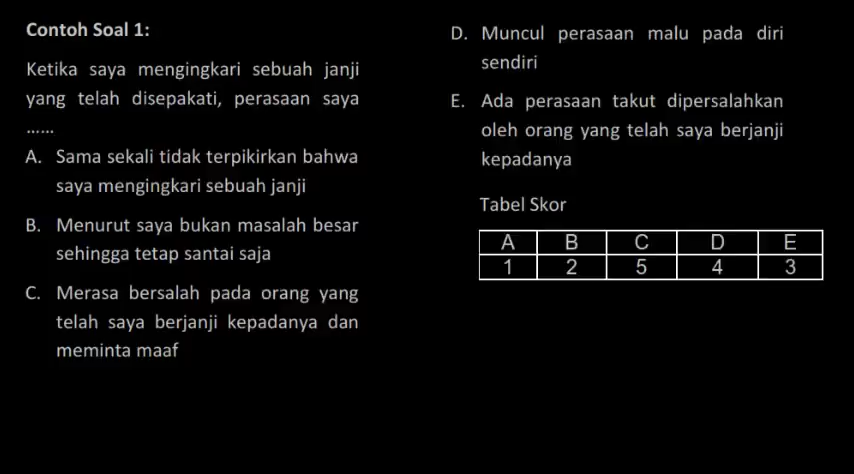 Contoh Soal 1:
Ketika saya mengingkari sebuah janji
yang telah disepakati, perasaan saya
......
A. Sama sekali tidak terpikirkan bahwa
saya mengingkari sebuah janji
B. Menurut saya bukan masalah besar
sehingga tetap santai saja
C. Merasa bersalah pada orang yang
telah saya berjanji kepadanya dan
meminta maaf
D. Muncul perasaan malu pada diri
sendiri
E. Ada perasaan takut dipersalahkan
oleh orang yang telah saya berjanji
kepadanya
Tabel Skor
A B C D E
1 2 5 4 3